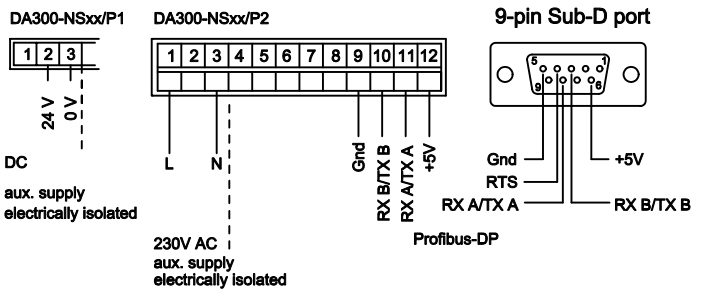 DA300-NSxx/P1
1 2 3
24 V
0 V
DC
aux. supply
electrically isolated
DA300-NSxx/P2
1 2 3 4 5 6 7 8 9 10 11 12
L
N
Gnd
RX B/TX B
RX A/TX A
+5V
230V AC
aux. supply
electrically isolated
Profibus-DP
9-pin Sub-D port
5 1
9 6
Gnd
+5V
RTS
RX A/TX A
RX B/TX B